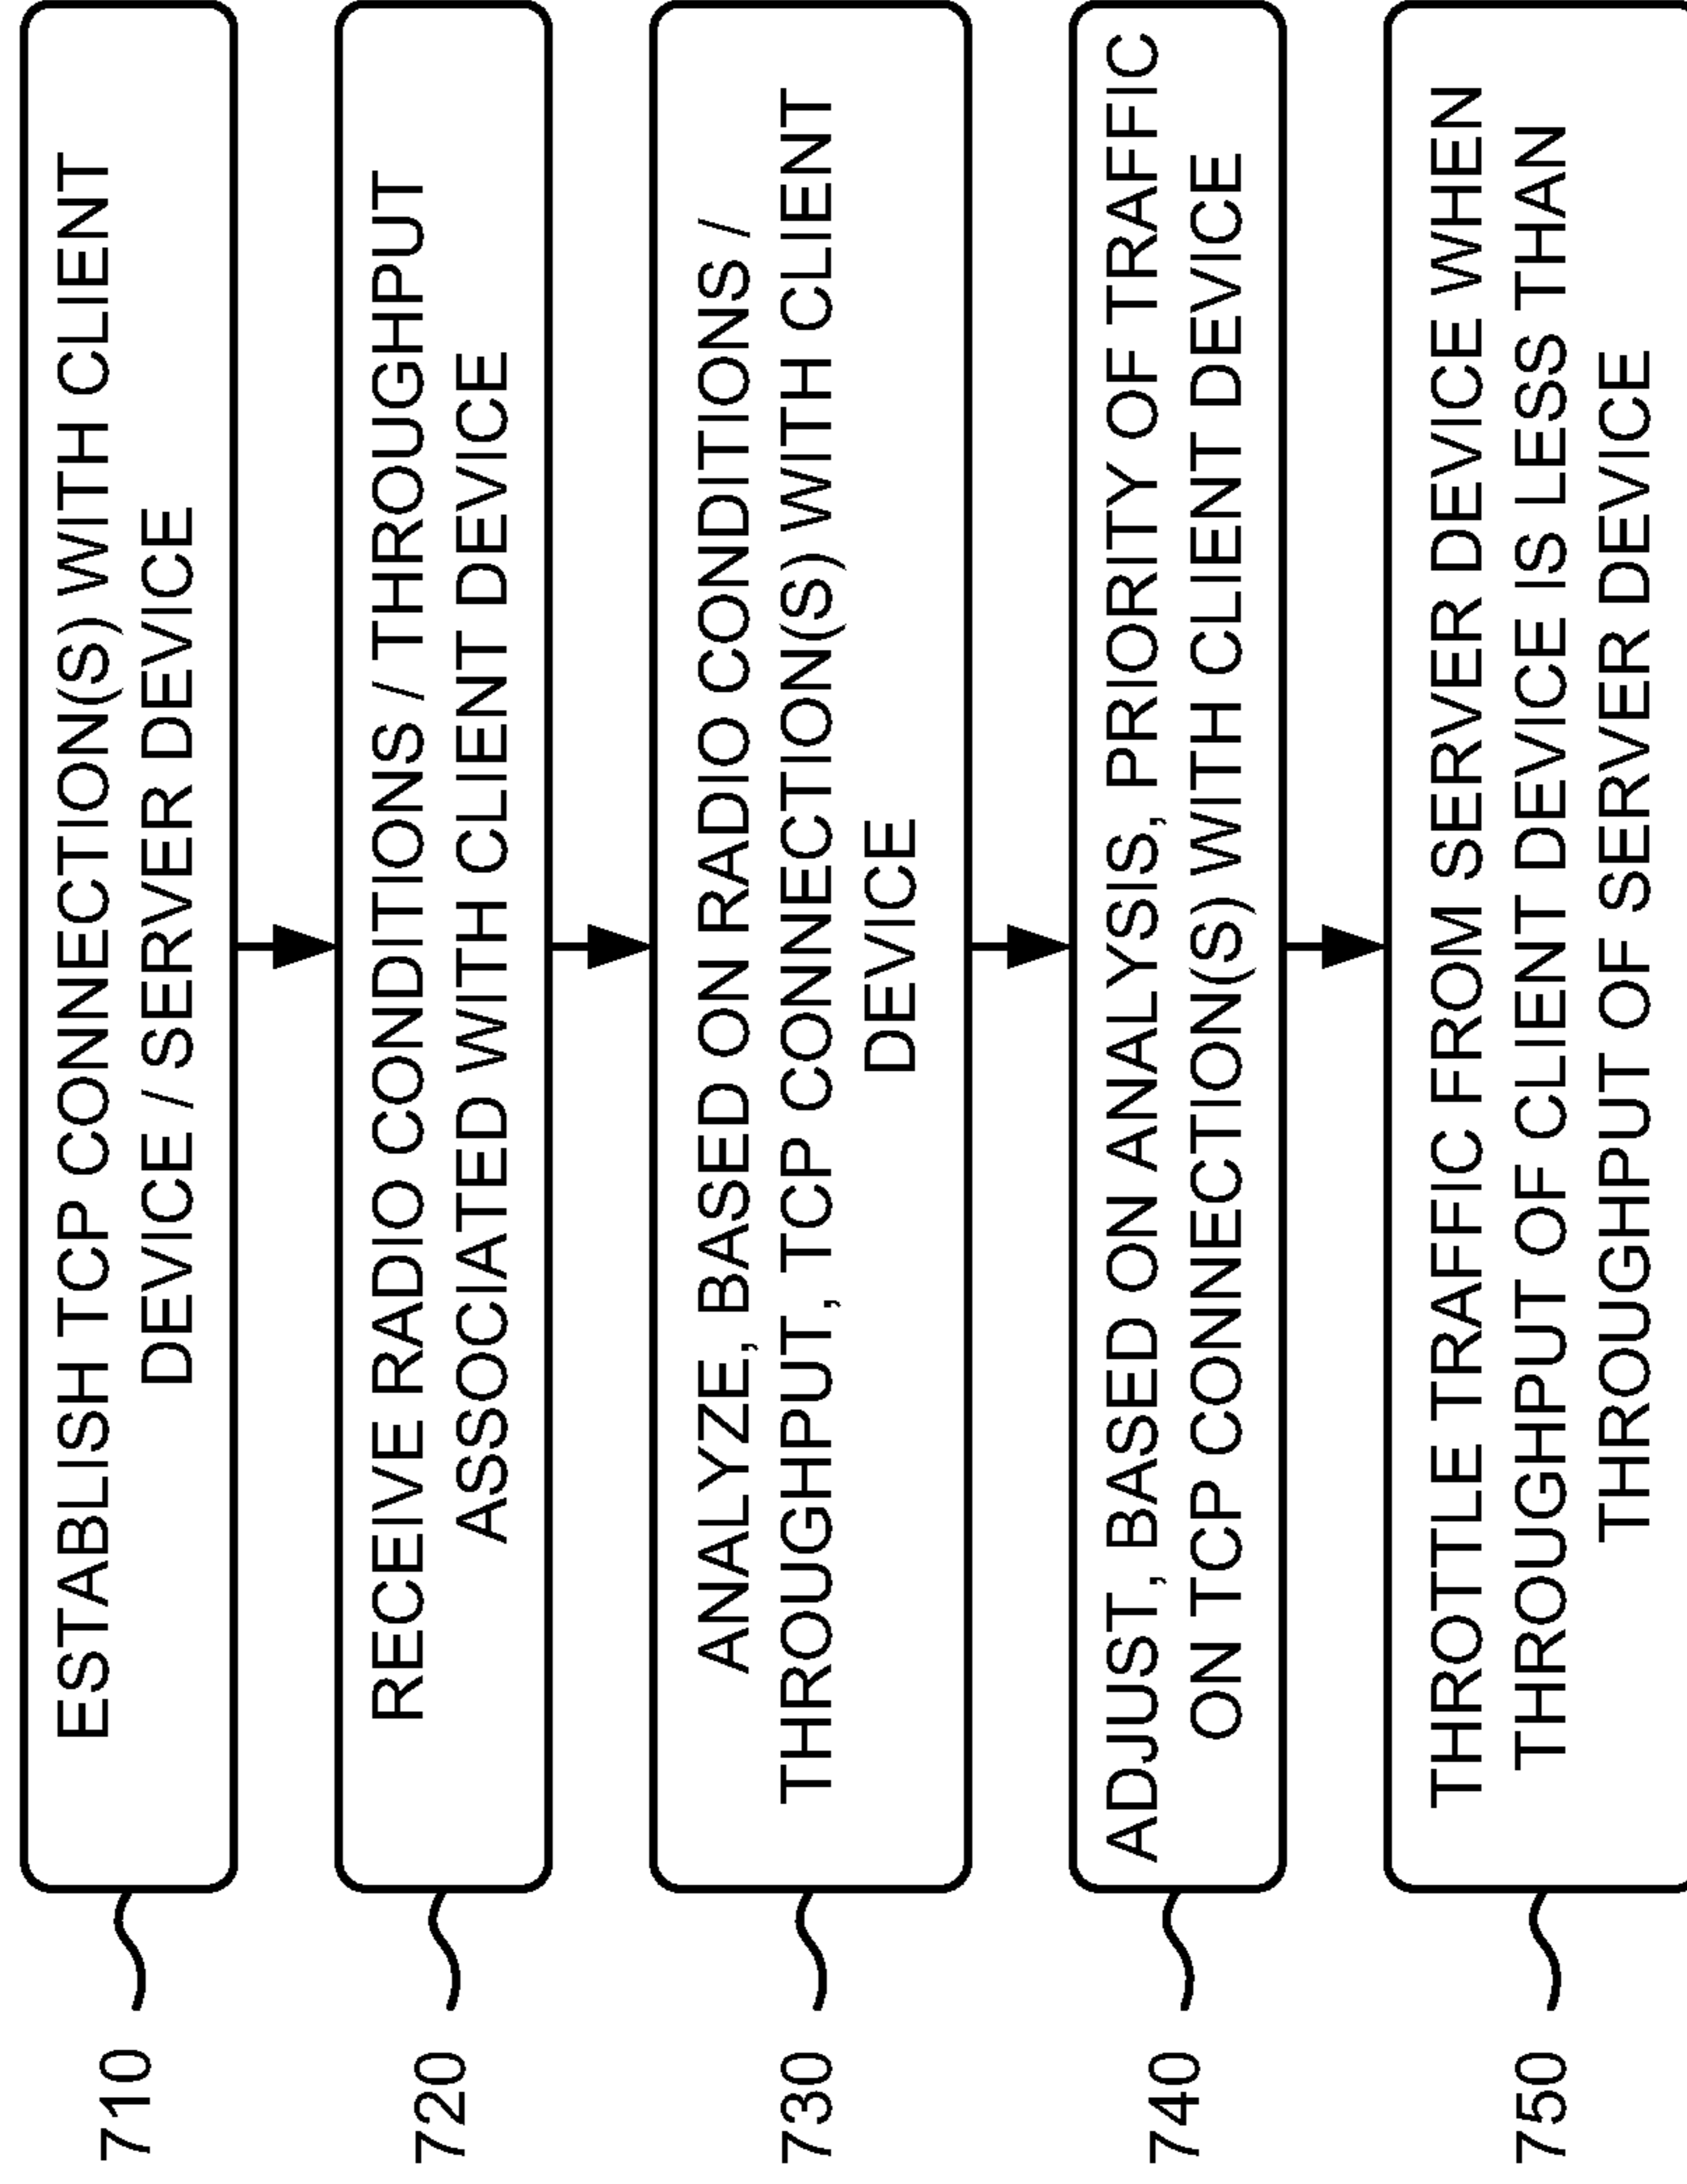 710
ESTABLISH TCP CONNECTION(S) WITH CLIENT
DEVICE / SERVER DEVICE
720
RECEIVE RADIO CONDITIONS / THROUGHPUT
ASSOCIATED WITH CLIENT DEVICE
730
ANALYZE, BASED ON RADIO CONDITIONS /
THROUGHPUT, TCP CONNECTION(S) WITH CLIENT
DEVICE
740
ADJUST, BASED ON ANALYSIS, PRIORITY OF TRAFFIC
ON TCP CONNECTION(S) WITH CLIENT DEVICE
750
THROTTLE TRAFFIC FROM SERVER DEVICE WHEN
THROUGHPUT OF CLIENT DEVICE IS LESS THAN
THROUGHPUT OF SERVER DEVICE